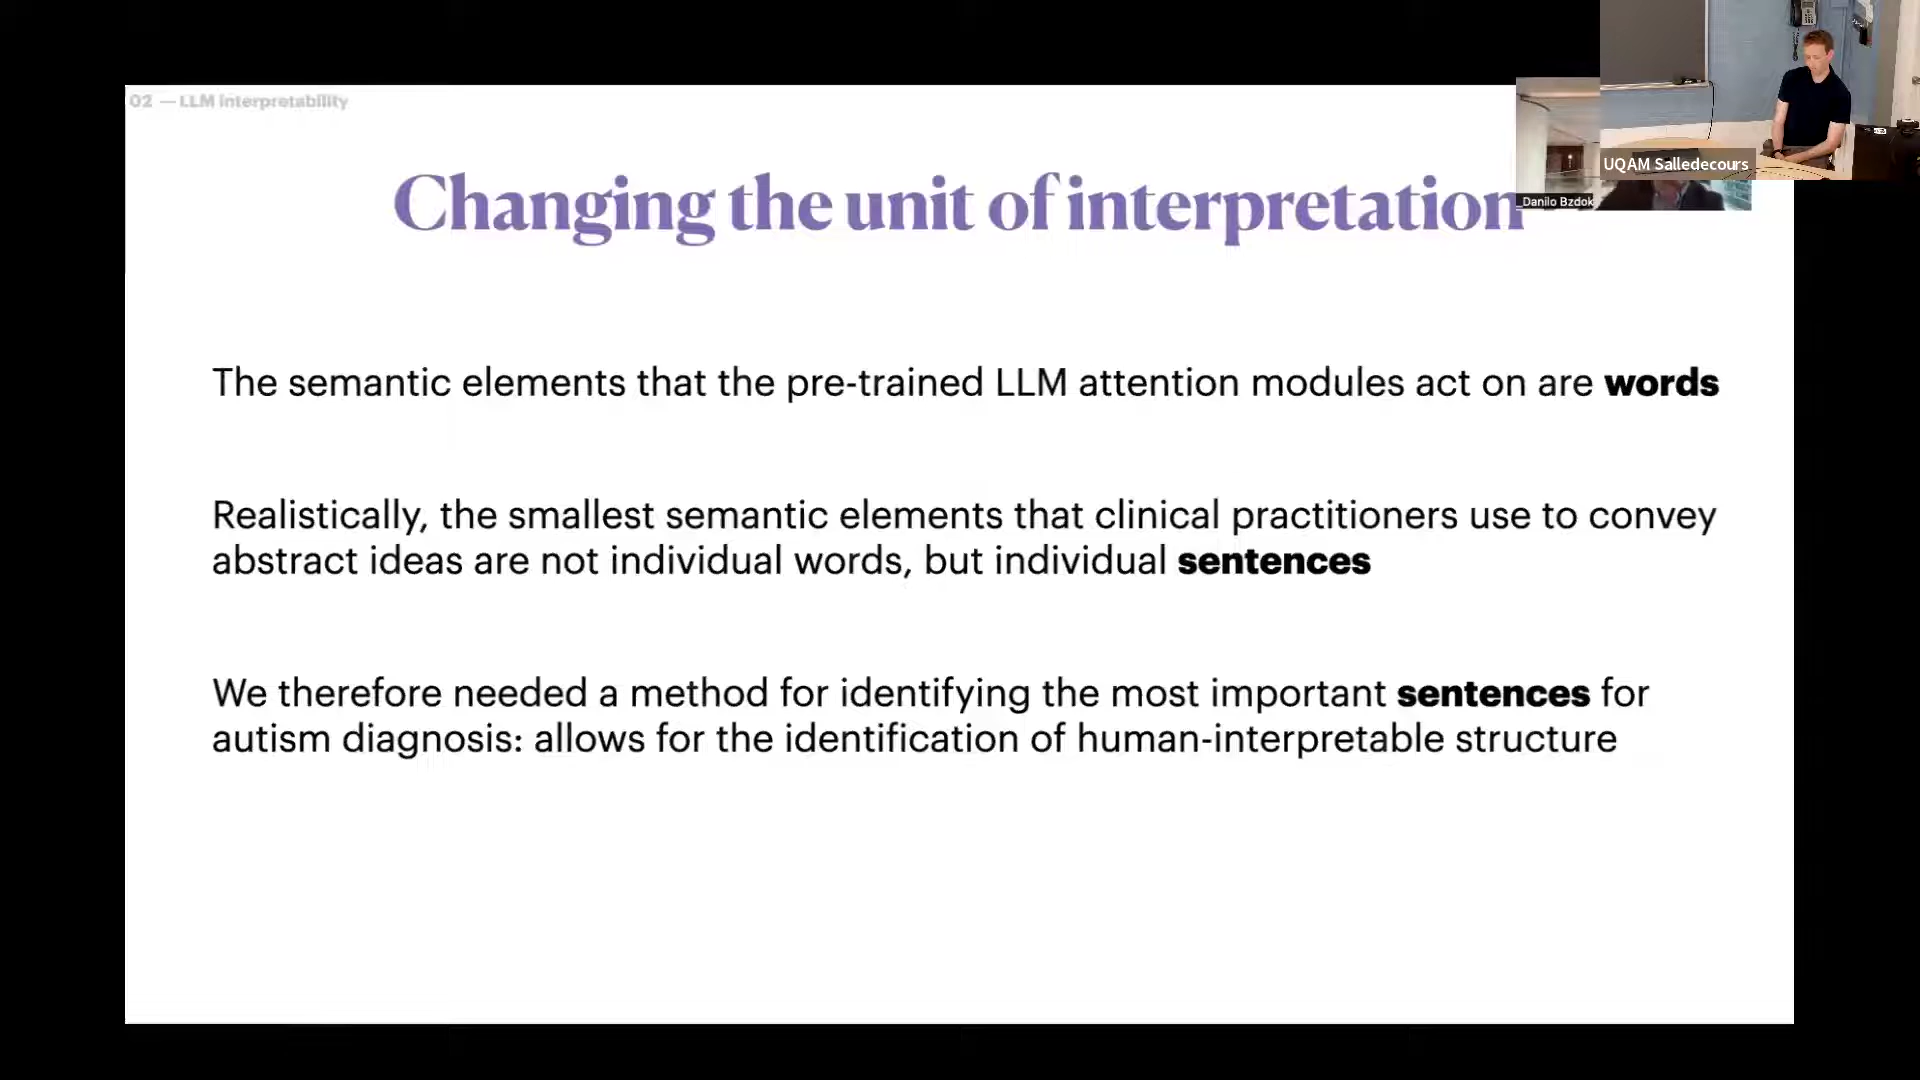 02 — LLM Interpretability
Changing the unit of interpretation
The semantic elements that the pre-trained LLM attention modules act on are words
Realistically, the smallest semantic elements that clinical practitioners use to convey
abstract ideas are not individual words, but individual sentences
We therefore needed a method for identifying the most important sentences for
autism diagnosis: allows for the identification of human-interpretable structure
UQAM Salledecours
Danilo Bzdok